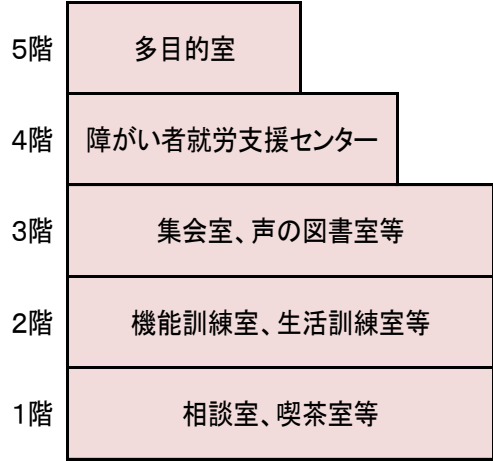 5階 多目的室
4階 障がい者就労支援センター
3階 集会室、声の図書室等
2階 機能訓練室、生活訓練室等
1階 相談室、喫茶室等